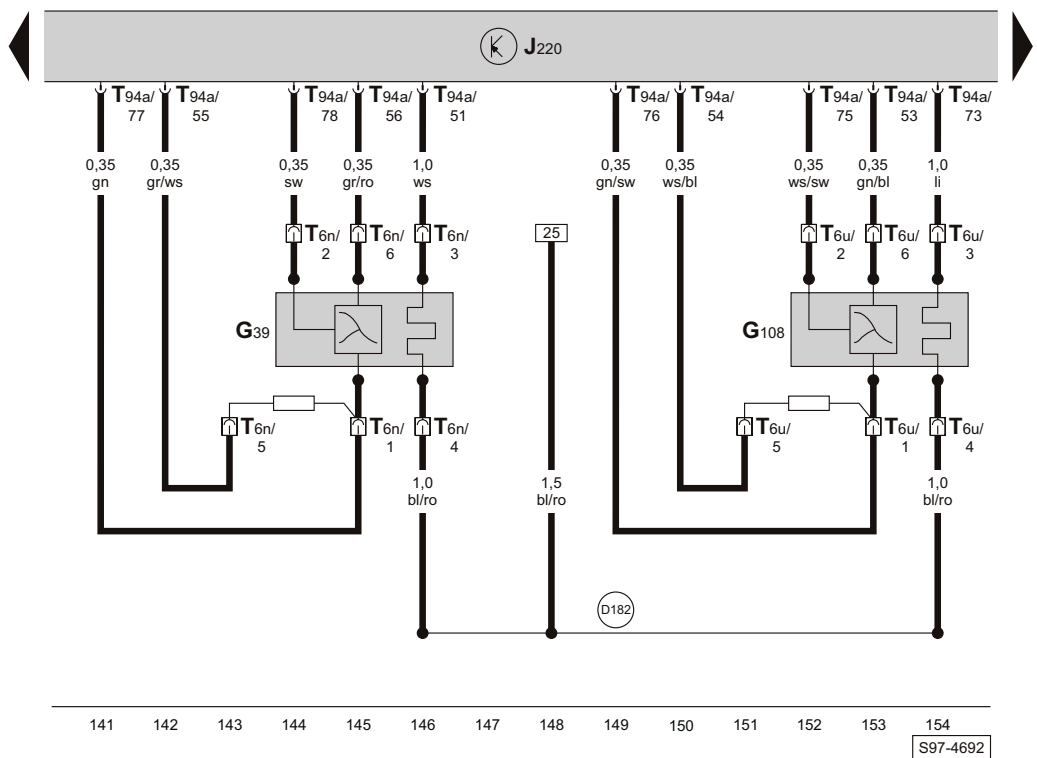 J220
T94a/ T94a/ T94a/ T94a/ T94a/ T94a/ T94a/ T94a/ T94a/ T94a/
77 55 78 56 51 76 54 75 53 73
0,35 0,35 0,35 0,35 1,0 0,35 0,35 0,35 0,35 1,0
gn gr/ws sw gr/ro ws gn/sw ws/bl ws/sw gn/bl li
T6n/ T6n/ T6n/ 25 T6u/ T6u/ T6u/
2 6 3 2 6 3
G39 G108
T6n/ T6n/ T6n/ T6u/ T6u/ T6u/
5 1 4 5 1 4
1,0 1,5 1,0
bl/ro bl/ro bl/ro
D182
141 142 143 144 145 146 147 148 149 150 151 152 153 154
S97-4692